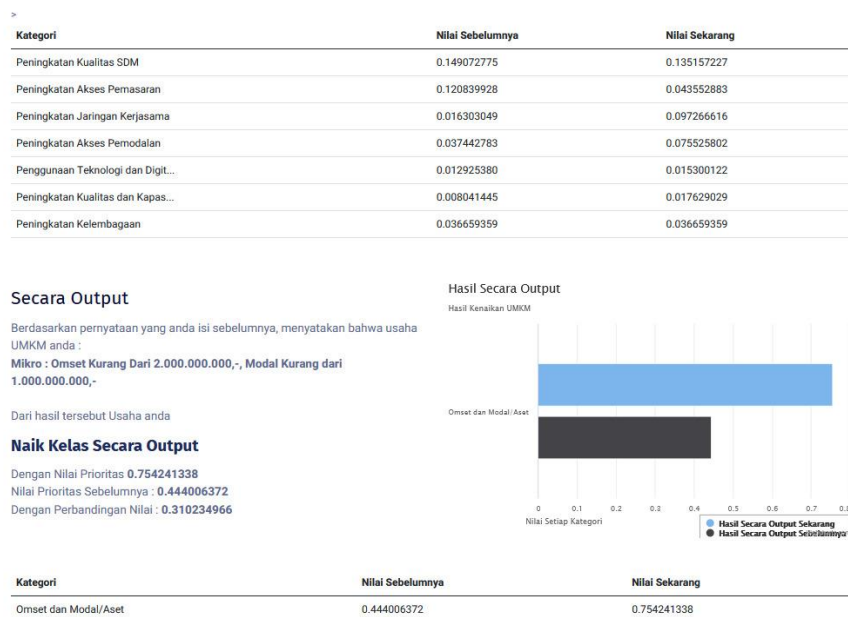 >
Kategori Nilai Sebelumnya Nilai Sekarang
Peningkatan Kualitas SDM 0.149072775 0.135157227
Peningkatan Akses Pemasaran 0.120839928 0.043552883
Peningkatan Jaringan Kerjasama 0.016303049 0.097266616
Peningkatan Akses Pemodalan 0.037442783 0.075525802
Penggunaan Teknologi dan Digit... 0.012925380 0.015300122
Peningkatan Kualitas dan Kapas... 0.008041445 0.017629029
Peningkatan Kelembagaan 0.036659359 0.036659359
Secara Output
Berdasarkan pernyataan yang anda isi sebelumnya, menyatakan bahwa usaha
UMKM anda :
Mikro : Omset Kurang Dari 2.000.000.000,-, Modal Kurang dari
1.000.000.000,-
Dari hasil tersebut Usaha anda
Naik Kelas Secara Output
Dengan Nilai Prioritas 0.754241338
Nilai Prioritas Sebelumnya : 0.444006372
Dengan Perbandingan Nilai : 0.310234966
Hasil Secara Output
Hasil Kenaikan UMKM
Omset dan Modal/Aset
0 0.1 0.2 0.3 0.4 0.5 0.6 0.7 0.8
Nilai Setiap Kategori
Hasil Secara Output Sekarang
Hasil Secara Output Sebelumnya
Kategori Nilai Sebelumnya Nilai Sekarang
Omset dan Modal/Aset 0.444006372 0.754241338